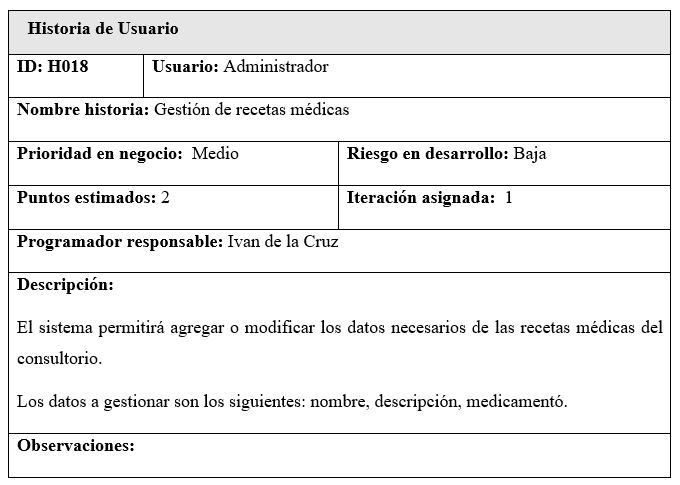 Historia de Usuario
ID: H018 Usuario: Administrador
Nombre historia: Gestión de recetas médicas
Prioridad en negocio: Medio Riesgo en desarrollo: Baja
Puntos estimados: 2 Iteración asignada: 1
Programador responsable: Ivan de la Cruz
Descripción:
El sistema permitirá agregar o modificar los datos necesarios de las recetas médicas del
consultorio.
Los datos a gestionar son los siguientes: nombre, descripción, medicamentó.
Observaciones: